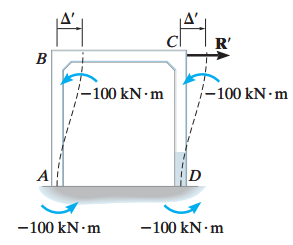 Δ′ Δ′
C R′
B
−100 kN·m −100 kN·m
A D
−100 kN·m −100 kN·m